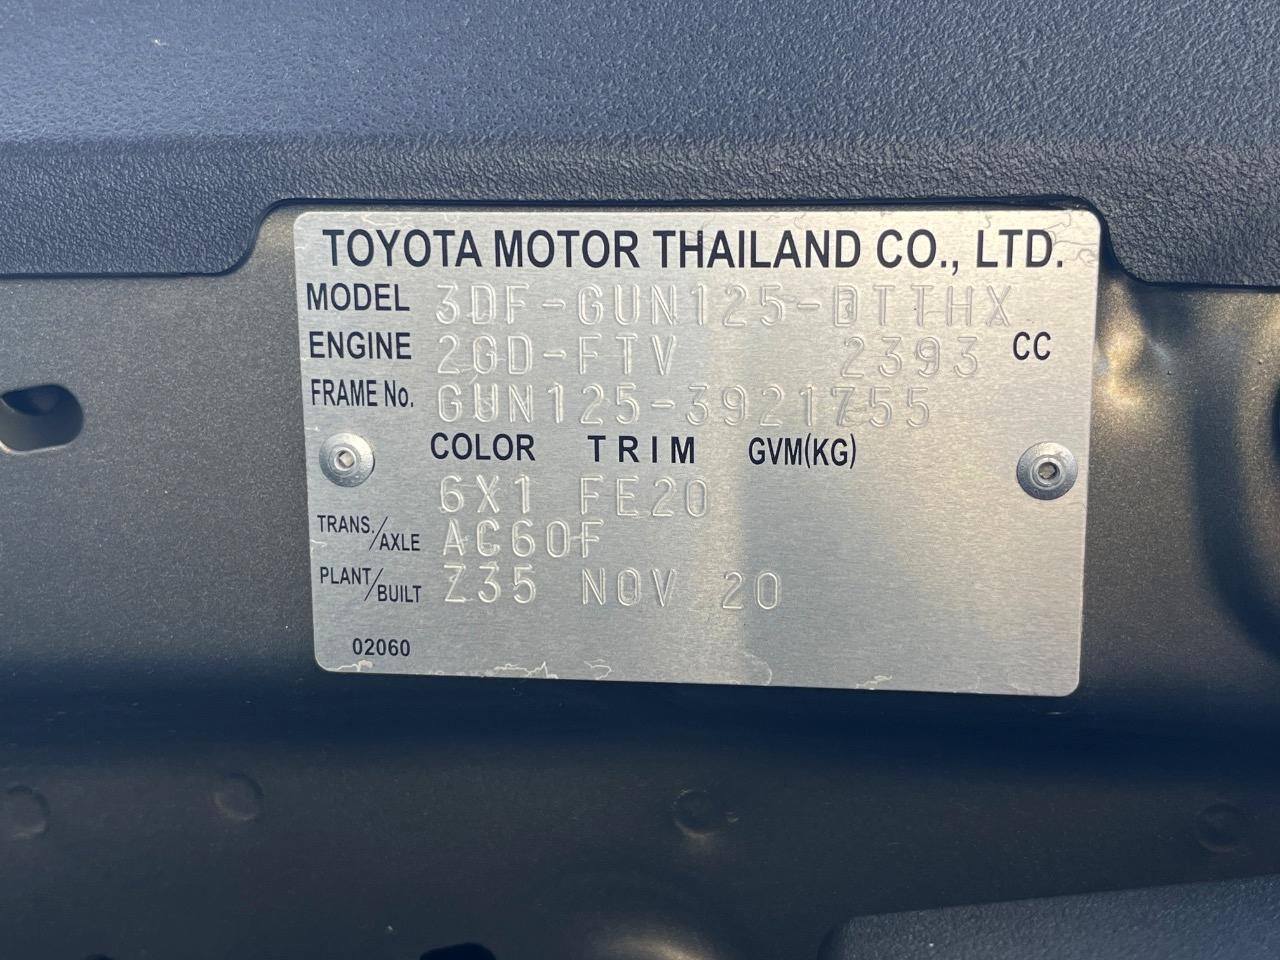 TOYOTA MOTOR THAILAND CO., LTD.
MODEL 3DF-GUN125-DTTHX
ENGINE 2GD-FTV 2393 CC
FRAME No. GUN125-3921755
COLOR TRIM GVM(KG)
6X1 FE20
TRANS./AXLE AC60F
PLANT/BUILT Z35 NOV 20
02060